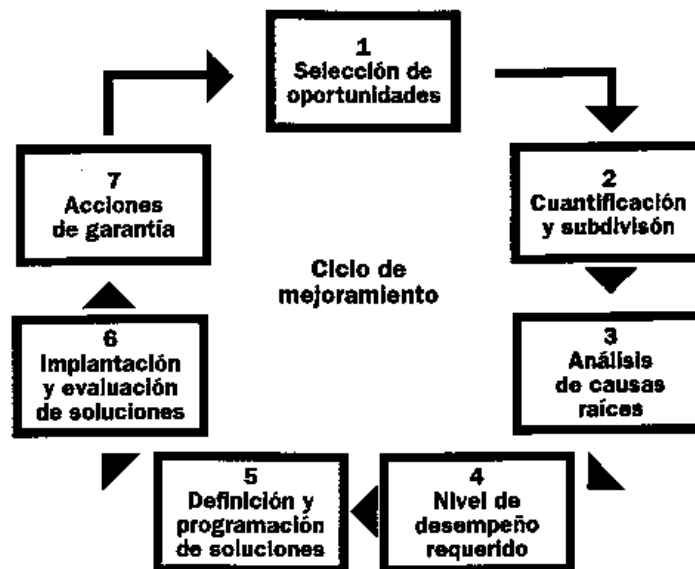 1
Selección de
oportunidades
2
Cuantificación
y subdivisón
3
Análisis
de causas
raíces
4
Nivel de
desempeño
requerido
5
Definición y
programación
de soluciones
6
Implantación
y evaluación
de soluciones
7
Acciones
de garantía
Ciclo de
mejoramiento